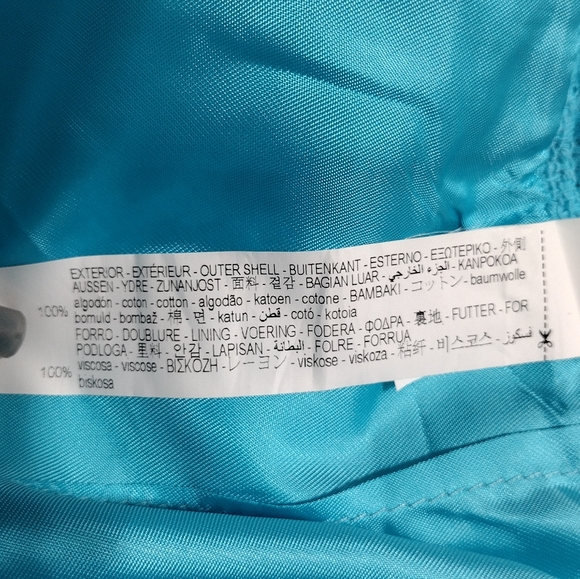 EXTERIOR - EXTÉRIEUR - OUTER SHELL - BUITENKANT - ESTERNO - ΕΞΩΤΕΡΙΚΟ - 外側
AUSSEN - YDRE - ZUNANJOST - 面料 - 겉감 - BAGIAN LUAR - الجزء الخارجي - KANPOKOA
100% algodón - coton - cotton - algodão - katoen - cotone - ΒΑΜΒΑΚΙ - コットン - baumwolle
bomuld - bombaž - 棉 - 면 - katun - قطن - cotó - kotoia
FORRO - DOUBLURE - LINING - VOERING - FODERA - ΦΟΔΡΑ - 裏地 - FUTTER - FOR
PODLOGA - 里料 - 안감 - LAPISAN - البطانة - FOLRE - FORRUA
100% viscosa - viscose - ΒΙΣΚΟΖΗ - レーヨン - viskose - viskoza - 粘纤 - 비스코스 - فسكوز
biskosa